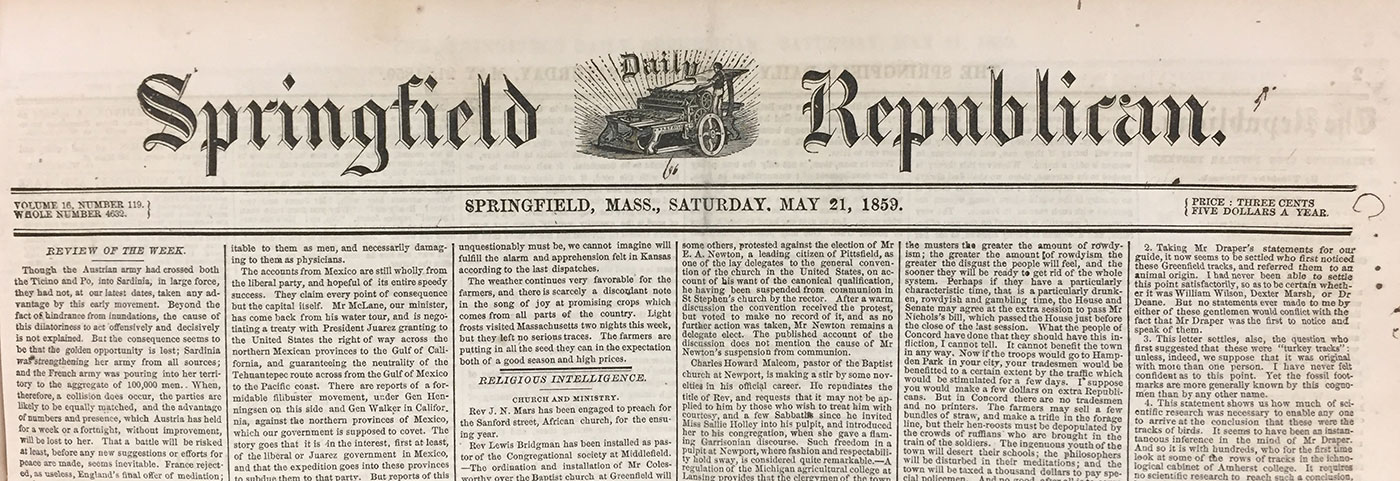 Springfield Daily Republican.
VOLUME 16, NUMBER 119.
WHOLE NUMBER 4632.
SPRINGFIELD, MASS., SATURDAY, MAY 21, 1859.
PRICE : THREE CENTS
FIVE DOLLARS A YEAR.
REVIEW OF THE WEEK.
Though the Austrian army had crossed both
the Ticino and Po, into Sardinia, in large force,
they had not, at our latest dates, taken any ad-
vantage by this early movement. Beyond the
fact of hindrance from inundations, the cause of
this dilatoriness to act offensively and decisively
is not explained. But the consequence seems to
be that the golden opportunity is lost; Sardinia
was strengthening her army from all sources;
and the French army was pouring into her terri-
tory to the aggregate of 100,000 men. When,
therefore, a collision does occur, the parties are
likely to be equally matched, and the advantage
of numbers and presence, which Austria has held
for a week or a fortnight, without improvement,
will be lost to her. That a battle will be risked
at least, before any new suggestions or efforts for
peace are made, seems inevitable. France reject-
ed, as useless, England's final offer of mediation;
itable to them as men, and necessarily damag-
ing to them as physicians.
The accounts from Mexico are still wholly from
the liberal party, and hopeful of its entire speedy
success. They claim every point of consequence
but the capital itself. Mr McLane, our minister,
has come back from his water tour, and is nego-
tiating a treaty with President Juarez granting to
the United States the right of way across the
northern Mexican provinces to the Gulf of Cali-
fornia, and guaranteeing the neutrality of the
Tehuantepec route across from the Gulf of Mexico
to the Pacific coast. There are reports of a for-
midable filibuster movement, under Gen Hen-
ningsen on this side and Gen Walker in Califor-
nia, against the northern provinces of Mexico,
which our government is supposed to covet. The
story goes that it is in the interest, first at least,
of the liberal or Juarez government in Mexico,
and that the expedition goes into these provinces
to subdue them to that party. But reports of this
unquestionably must be, we cannot imagine will
fulfill the alarm and apprehension felt in Kansas
according to the last dispatches.
The weather continues very favorable for the
farmers, and there is scarcely a discordant note
in the song of joy at promising crops which
comes from all parts of the country. Light
frosts visited Massachusetts two nights this week,
but they left no serious traces. The farmers are
putting in all the seed they can in the expectation
both of a good season and high prices.
RELIGIOUS INTELLIGENCE.
CHURCH AND MINISTRY.
Rev J. N. Mars has been engaged to preach for
the Sanford street, African church, for the ensu-
ing year.
Rev Lewis Bridgman has been installed as pas-
tor of the Congregational society at Middlefield.
—The ordination and installation of Mr Coles-
worthy over the Baptist church at Greenfield will
some others, protested against the election of Mr
E. A. Newton, a leading citizen of Pittsfield, as
one of the lay delegates to the general conven-
tion of the church in the United States, on ac-
count of his want of the canonical qualification,
he having been suspended from communion in
St Stephen's church by the rector. After a warm
discussion the convention received the protest,
but voted to make no record of it, and as no
further action was taken, Mr Newton remains a
delegate elect. The published account of the
discussion does not mention the cause of Mr
Newton's suspension from communion.
Charles Howard Malcom, pastor of the Baptist
church at Newport, is making a stir by some nov-
elties in his official career. He repudiates the
title of Rev, and requests that it may not be ap-
plied to him by those who wish to treat him with
courtesy, and a Sabbath since he invited
Miss Sallie Holley into his pulpit, and introduced
her to his congregation, when she gave a flam-
ing Garrisonian discourse. Such freedom in a
pulpit at Newport, where fashion and respectabili-
ty hold sway, is considered quite remarkable.—A
regulation of the Michigan agricultural college at
Lansing provides that the clergymen of the town
the musters the greater the amount of rowdy-
ism; the greater the amount of rowdyism the
greater the disgust the people will feel, and the
sooner they will be ready to get rid of the whole
system. Perhaps if they have a particularly
characteristic time, that is a particularly drunk-
en, rowdyish and gambling time, the House and
Senate may agree at the extra session to pass Mr
Nichols's bill, which passed the House just before
the close of the last session. What the people of
Concord have done that they should have this in-
fliction, I cannot tell. It cannot benefit the town
in any way. Now if the troops would go to Hamp-
den Park in your city, your tradesmen would be
benefitted to a certain extent by the traffic which
would be stimulated for a few days. I suppose
you would make a few dollars on extra Republi-
cans. But in Concord there are no tradesmen
and no printers. The farmers may sell a few
bundles of straw, and make a trifle in the forage
line, but their hen-roosts must be depopulated by
the crowds of ruffians who are brought in the
train of the soldiers. The ingenuous youth of the
town will desert their schools; the philosophers
will be disturbed in their meditations; and the
town will be taxed a thousand dollars to pay spe-
cial policemen. And no good after all is to
2. Taking Mr Draper's statements for our
guide, it now seems to be settled who first noticed
these Greenfield tracks, and referred them to an
animal origin. I had never been able to settle
this point satisfactorily, so as to be certain wheth-
er it was William Wilson, Dexter Marsh, or Dr
Deane. But no statements ever made to me by
either of these gentlemen would conflict with the
fact that Mr Draper was the first to notice and
speak of them.
3. This letter settles, also, the question who
first suggested that these were "turkey tracks":
unless, indeed, we suppose that it was original
with more than one person. I have never felt
confident as to this point. Yet the fossil foot-
marks are more generally known by this cogno-
men than by any other name.
4. This statement shows us how much of sci-
entific research was necessary to enable any one
to arrive at the conclusion that these were the
tracks of birds. It seems to have been an instan-
taneous inference in the mind of Mr Draper.
And so it is with hundreds, who for the first time
look at some of the rows of tracks in the ichno-
logical cabinet of Amherst college. It requires
no scientific research to reach such a conclusion,